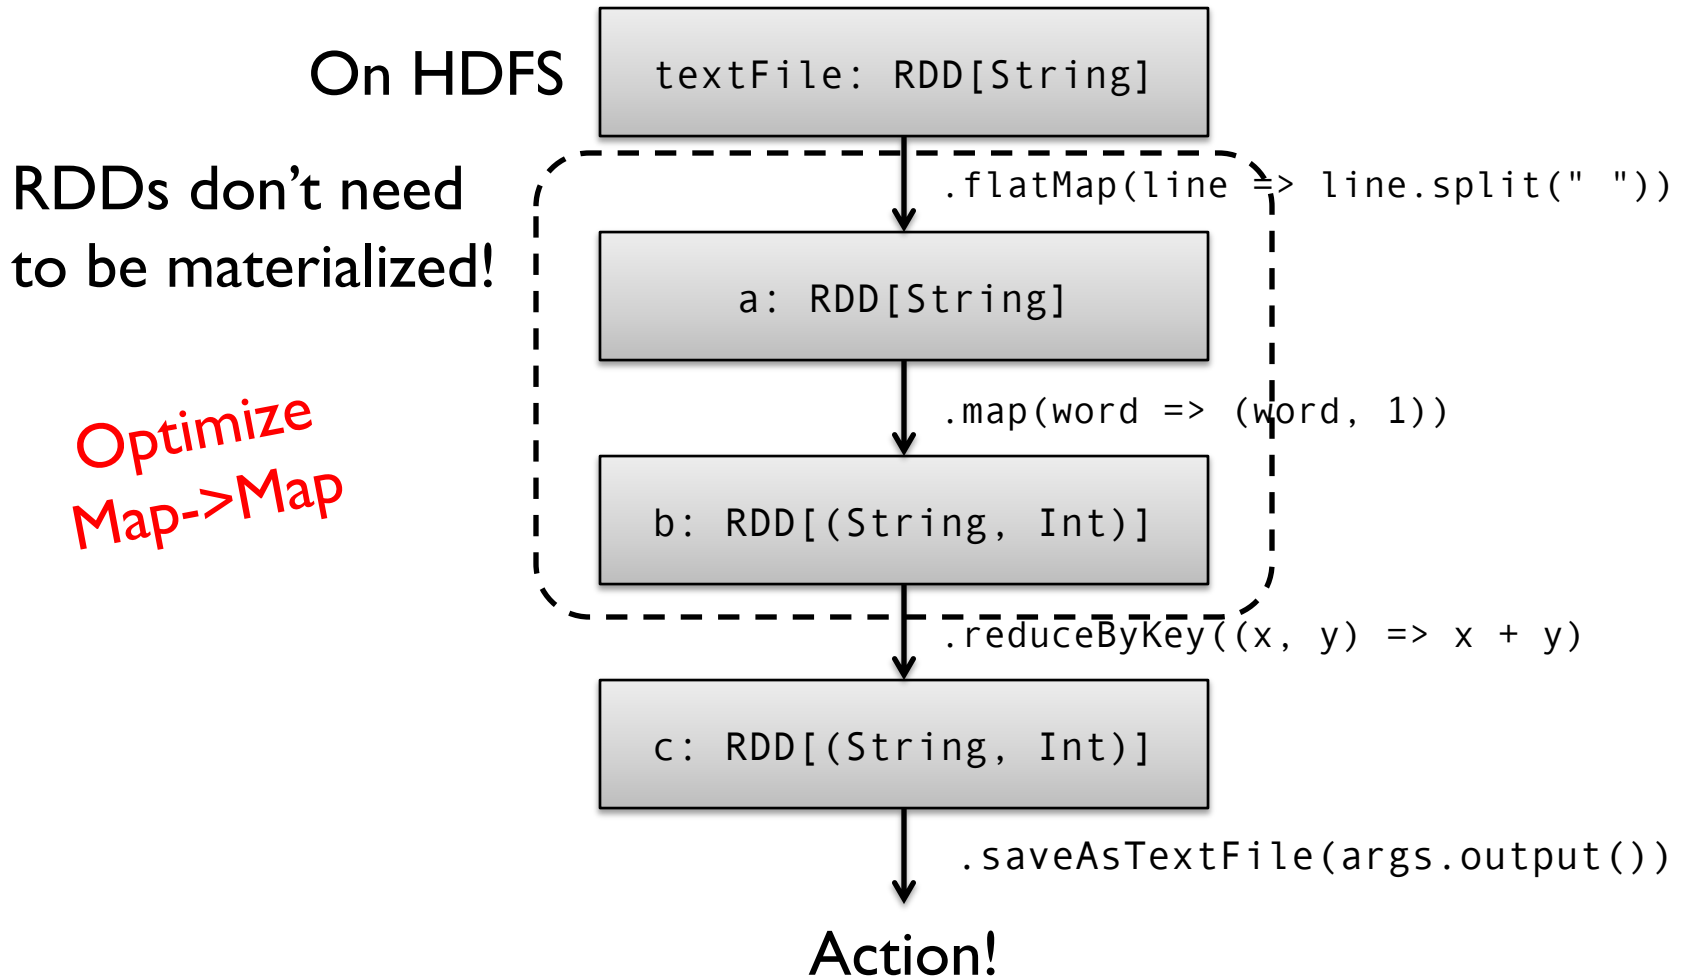 On HDFS
textFile: RDD[String]
RDDs don’t need
to be materialized!
.flatMap(line => line.split(" "))
a: RDD[String]
.map(word => (word, 1))
Optimize
Map->Map
b: RDD[(String, Int)]
.reduceByKey((x, y) => x + y)
c: RDD[(String, Int)]
.saveAsTextFile(args.output())
Action!